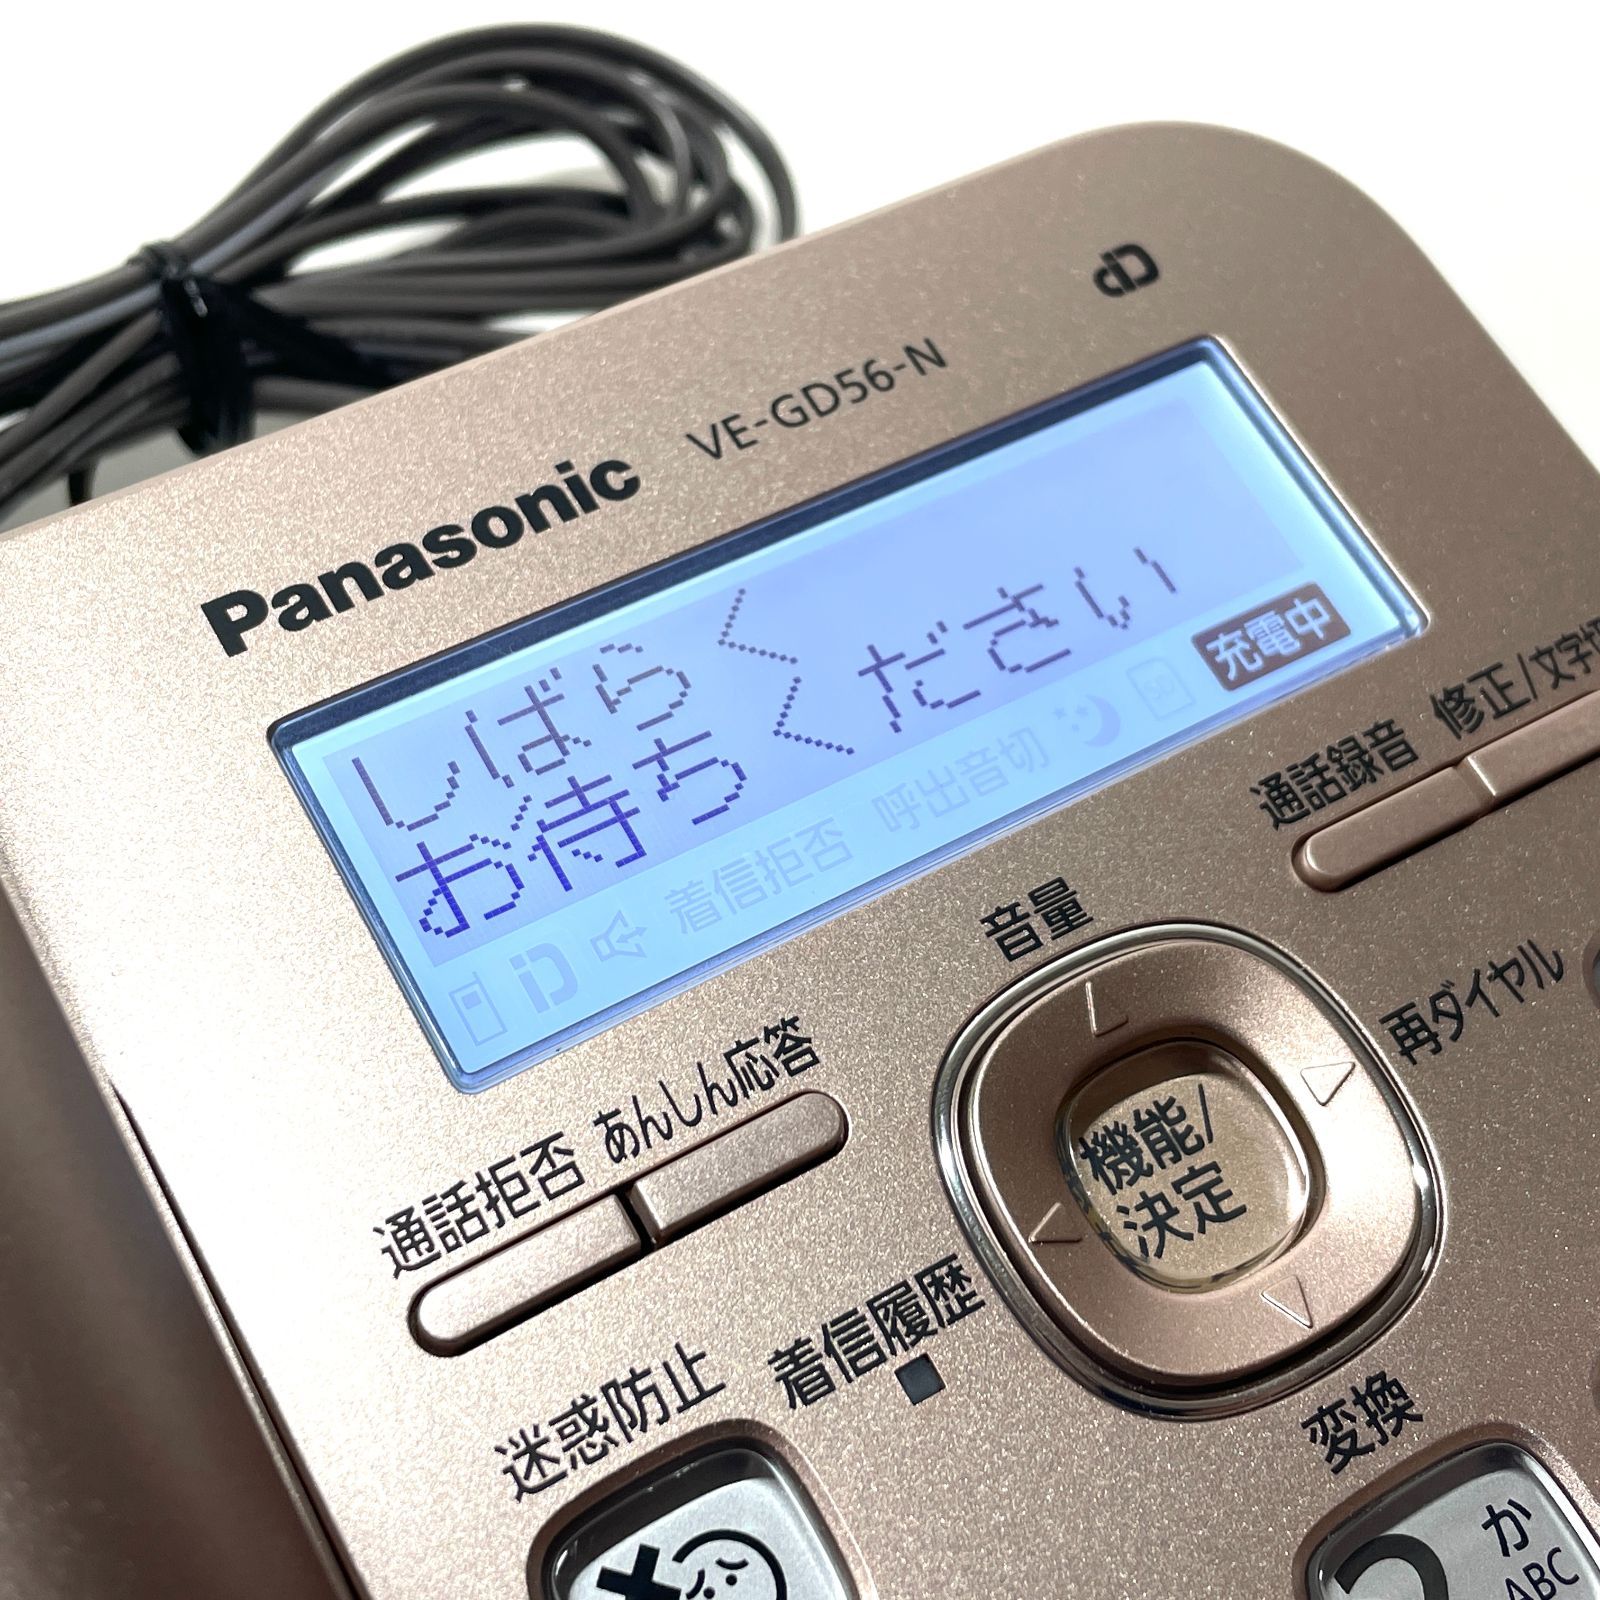 Panasonic VE-GD56-N
しばらく
お待ちください
充電中
着信拒否 呼出音切 SD
通話録音 修正/文字切
音量
再ダイヤル
通話拒否 あんしん応答
機能/
決定
着信履歴
迷惑防止
変換
2 か
ABC